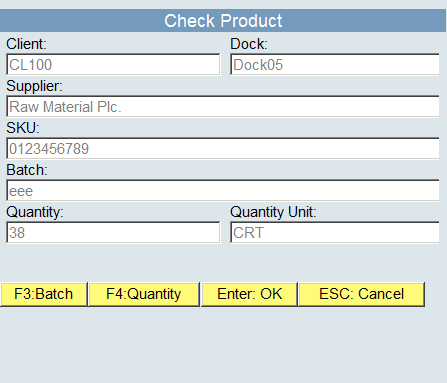 Check Product
Client: Dock:
CL100 Dock05
Supplier:
Raw Material Plc.
SKU:
0123456789
Batch:
eee
Quantity: Quantity Unit:
38 CRT
F3:Batch F4:Quantity Enter: OK ESC: Cancel